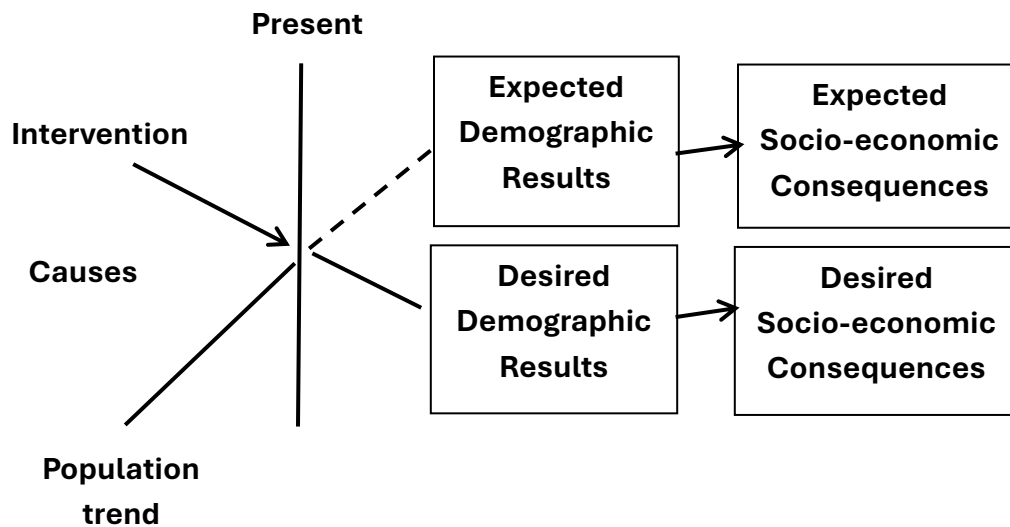 Present
Intervention
Causes
Population
trend
Expected
Demographic
Results
Expected
Socio-economic
Consequences
Desired
Demographic
Results
Desired
Socio-economic
Consequences